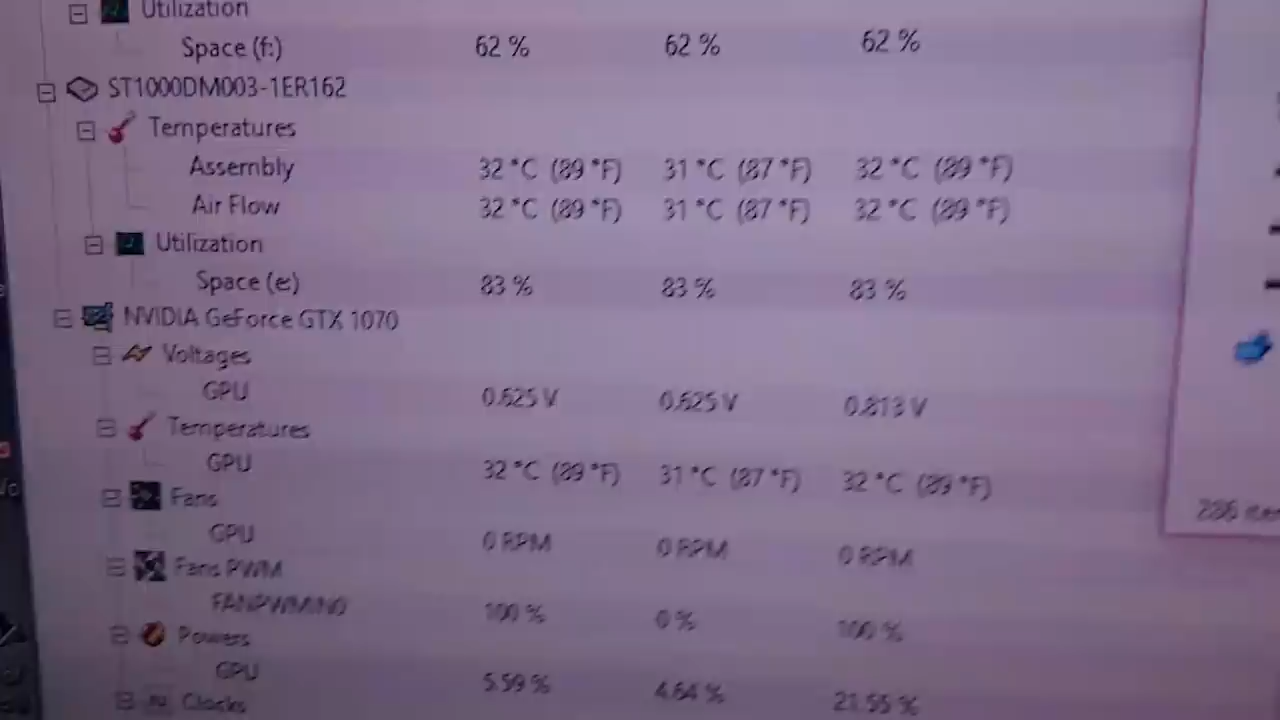 Utilization
Space (f:) 62 % 62 % 62 %
ST1000DM003-1ER162
Temperatures
Assembly 32 °C (89 °F) 31 °C (87 °F) 32 °C (89 °F)
Air Flow 32 °C (89 °F) 31 °C (87 °F) 32 °C (89 °F)
Utilization
Space (e:) 83 % 83 % 83 %
NVIDIA GeForce GTX 1070
Voltages
GPU 0.625 V 0.625 V 0.813 V
Temperatures
GPU 32 °C (89 °F) 31 °C (87 °F) 32 °C (89 °F)
Fans
GPU 0 RPM 0 RPM 0 RPM
Fans PWM
FANPWMIN0 100 % 0 % 100 %
Powers
GPU 5.59 % 4.64 % 21.55 %
Clocks